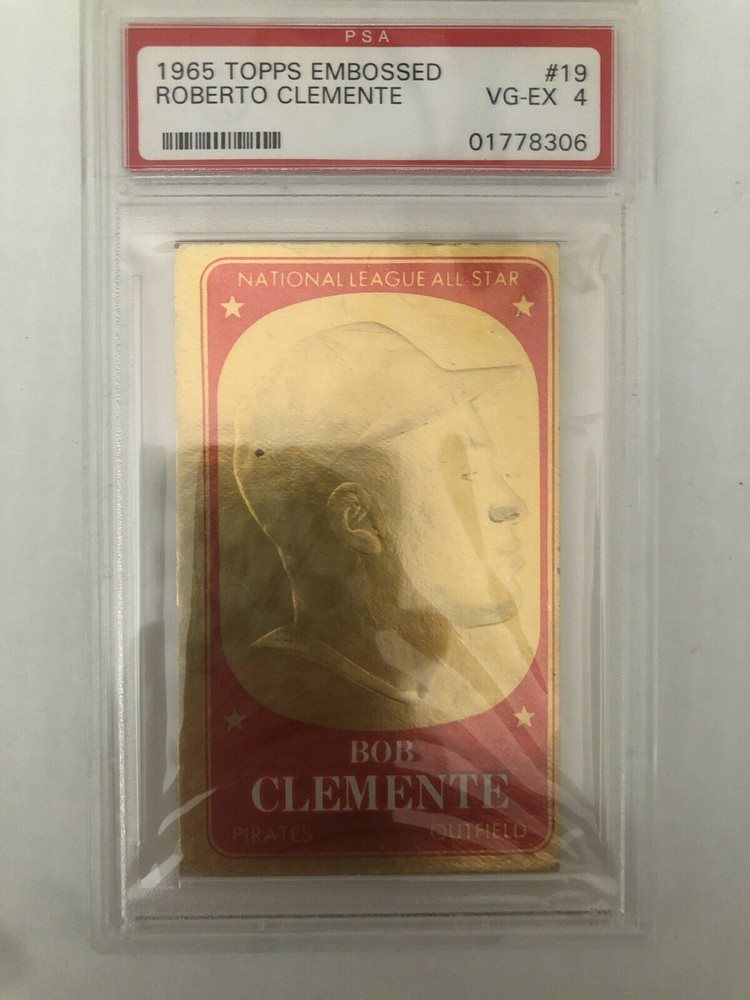 PSA
1965 TOPPS EMBOSSED #19
ROBERTO CLEMENTE VG-EX 4
01778306
NATIONAL LEAGUE ALL STAR
BOB
CLEMENTE
PIRATES OUTFIELD